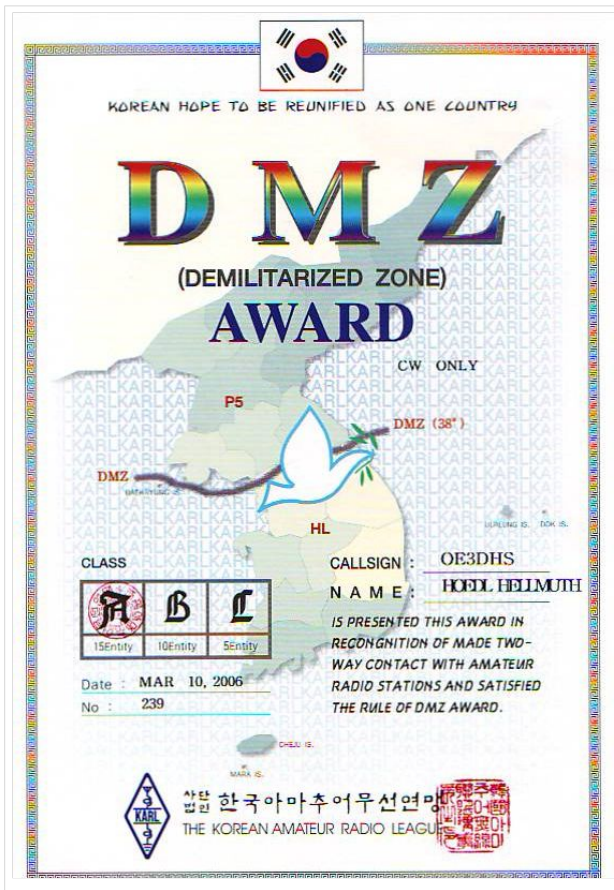 KOREAN HOPE TO BE REUNIFIED AS ONE COUNTRY
DMZ
(DEMILITARIZED ZONE)
AWARD
CW ONLY
P5
DMZ (38°)
DMZ
HL
ULRLUNG IS. DOK IS.
CLASS
A B C
15Entity 10Entity 5Entity
Date : MAR 10, 2006
No : 239
CALLSIGN : OE3DHS
NAME : HOEDL HELLMUTH
IS PRESENTED THIS AWARD IN
RECONGNITION OF MADE TWO-
WAY CONTACT WITH AMATEUR
RADIO STATIONS AND SATISFIED
THE RULE OF DMZ AWARD.
CHEJU IS.
MARA IS.
KARL
사단
법인 한국아마추어무선연맹
THE KOREAN AMATEUR RADIO LEAGUE